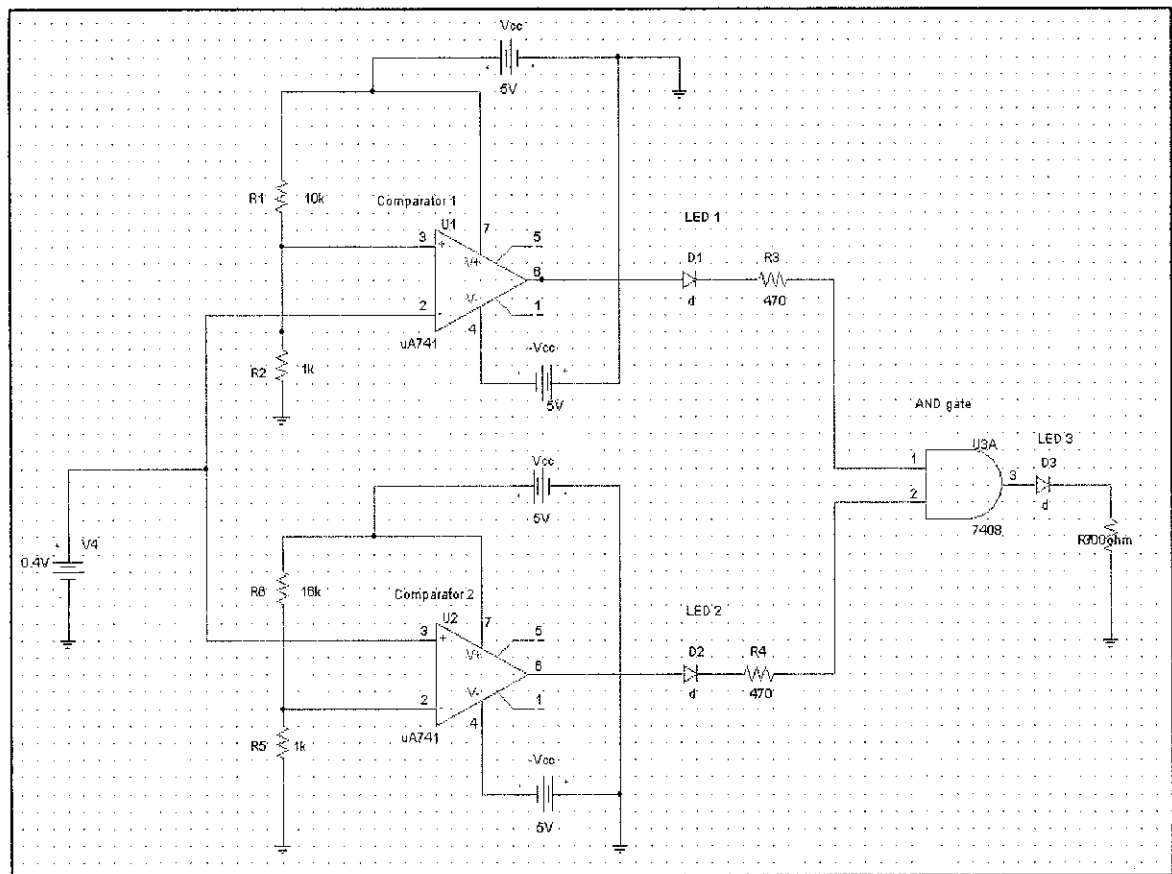 Vcc
5V
R1 10k
Comparator 1
U1
7
3
+
5
V+
6
V-
2
-
1
4
uA741
R2 1k
-Vcc
5V
LED 1
D1
d
R3
470
AND gate
U3A
1
2
3
7408
LED 3
D3
d
Vcc
5V
V4
0.4V
Comparator 2
U2
7
3
+
5
V+
6
V-
2
-
1
4
uA741
R5 1k
-Vcc
5V
LED 2
D2
d
R4
470